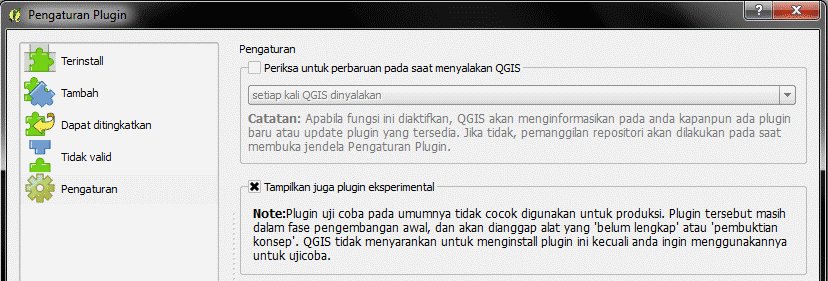 Pengaturan Plugin
Terinstall
Tambah
Dapat ditingkatkan
Tidak valid
Pengaturan
Pengaturan
Periksa untuk perbaruan pada saat menyalakan QGIS
setiap kali QGIS dinyalakan
Catatan: Apabila fungsi ini diaktifkan, QGIS akan menginformasikan pada anda kapanpun ada plugin
baru atau update plugin yang tersedia. Jika tidak, pemanggilan repositori akan dilakukan pada saat
membuka jendela Pengaturan Plugin.
Tampilkan juga plugin eksperimental
Note:Plugin uji coba pada umumnya tidak cocok digunakan untuk produksi. Plugin tersebut masih
dalam fase pengembangan awal, dan akan dianggap alat yang 'belum lengkap' atau 'pembuktian
konsep'. QGIS tidak menyarankan untuk menginstall plugin ini kecuali anda ingin menggunakannya
untuk ujicoba.